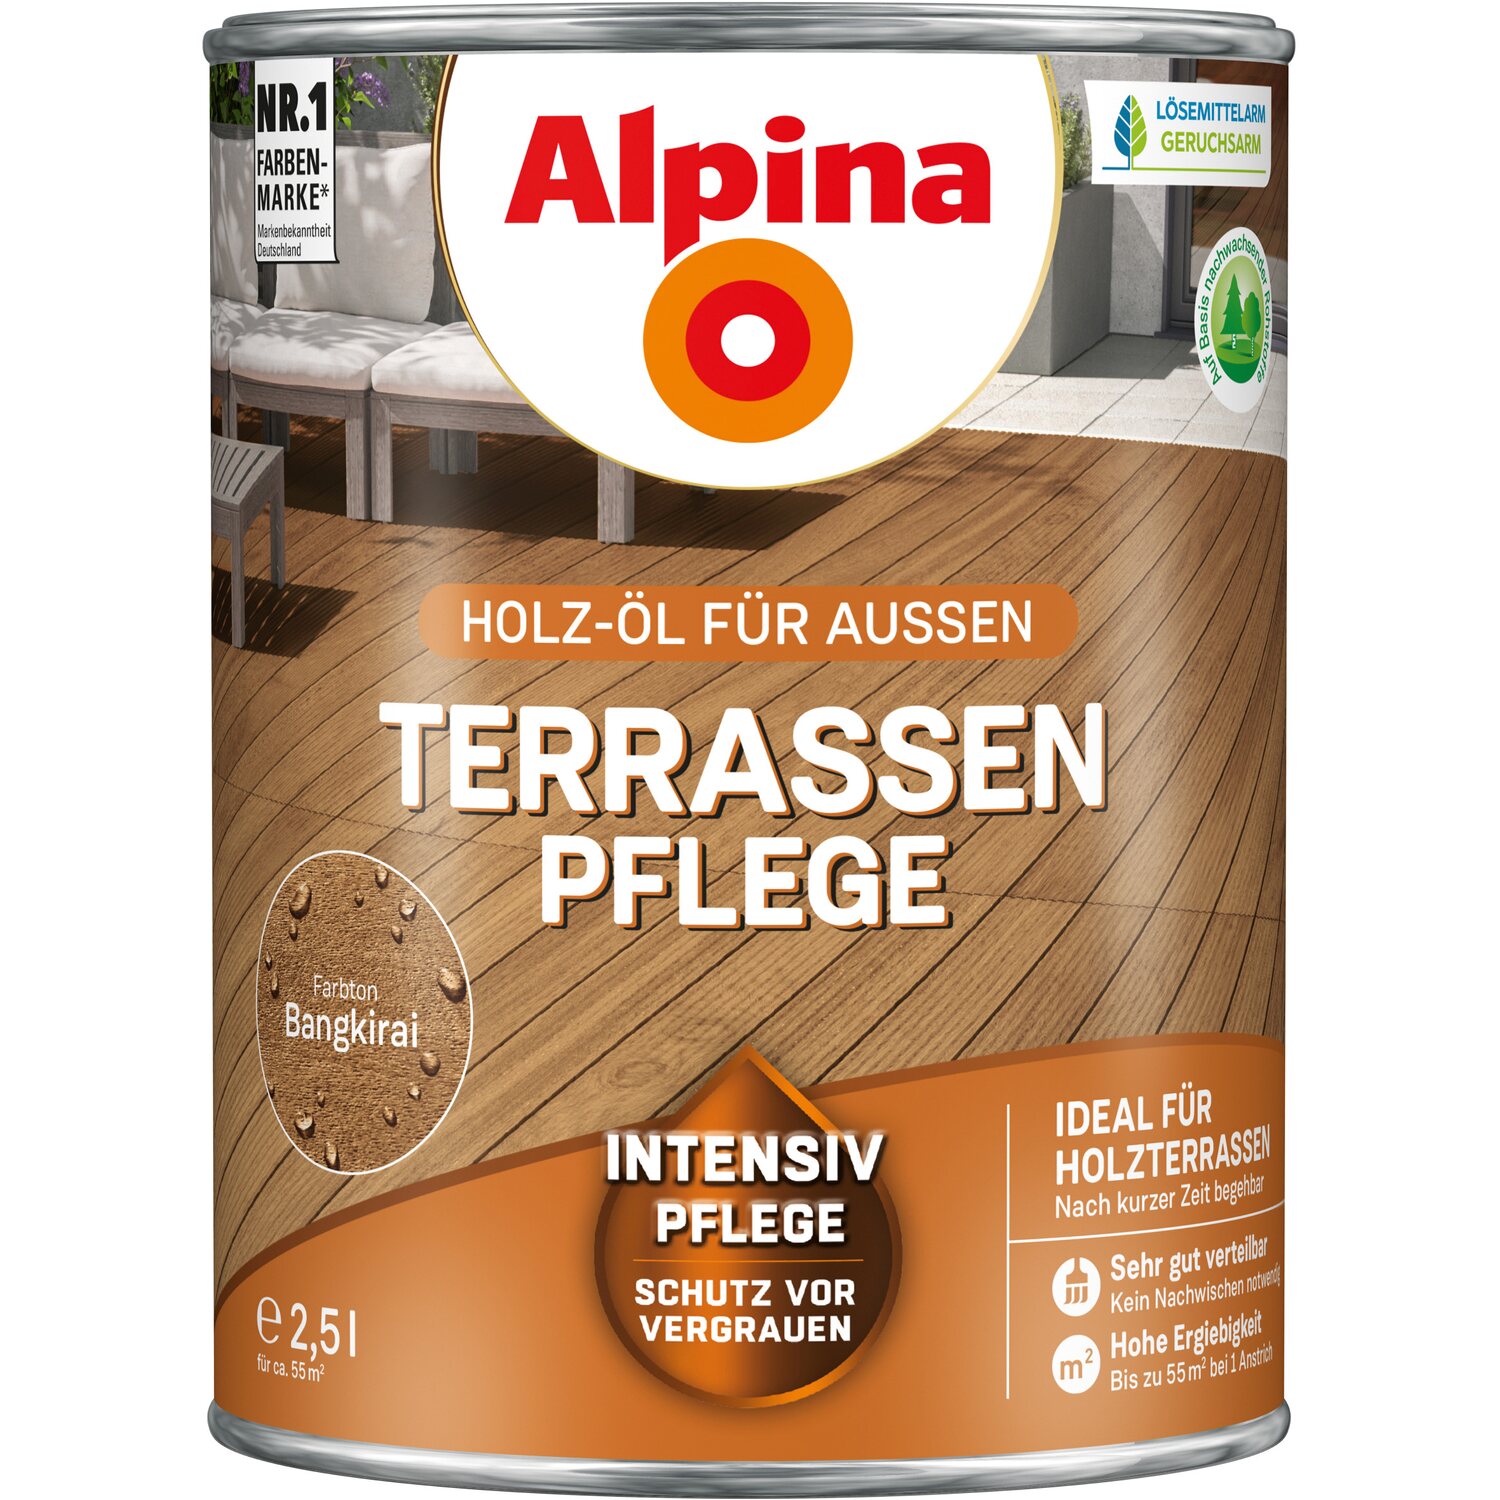 NR.1
FARBEN-
MARKE*
Markenbekanntheit
Deutschland
Alpina
LÖSEMITTELARM
GERUCHSARM
Auf Basis nachwachsender Rohstoffe
HOLZ-ÖL FÜR AUSSEN
TERRASSEN
PFLEGE
Farbton
Bangkirai
INTENSIV
PFLEGE
SCHUTZ VOR
VERGRAUEN
IDEAL FÜR
HOLZTERRASSEN
Nach kurzer Zeit begehbar
Sehr gut verteilbar
Kein Nachwischen notwendig
m²
Hohe Ergiebigkeit
Bis zu 55 m² bei 1 Anstrich
℮ 2,5 l
für ca. 55 m²